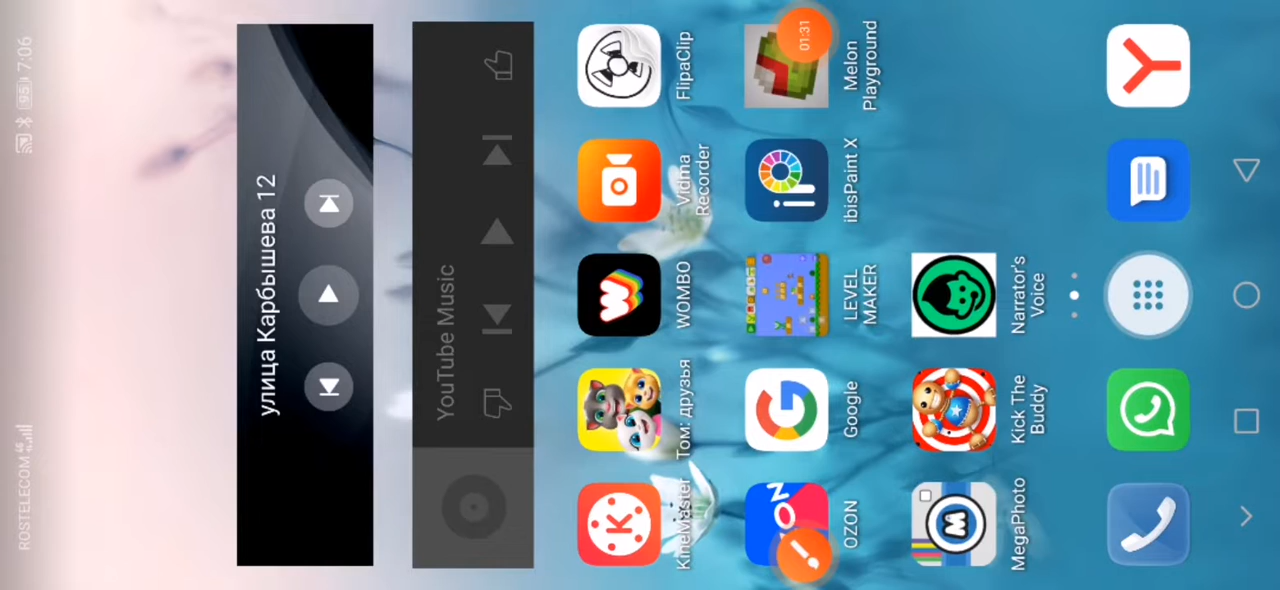 ROSTELECOM 4G
95
7:06
улица Карбышева 12
YouTube Music
KineMaster
Том: друзья
WOMBO
Vidma
Recorder
FlipaClip
OZON
Google
LEVEL
MAKER
ibisPaint X
Melon
Playground
01:31
MegaPhoto
Kick The
Buddy
Narrator's
Voice